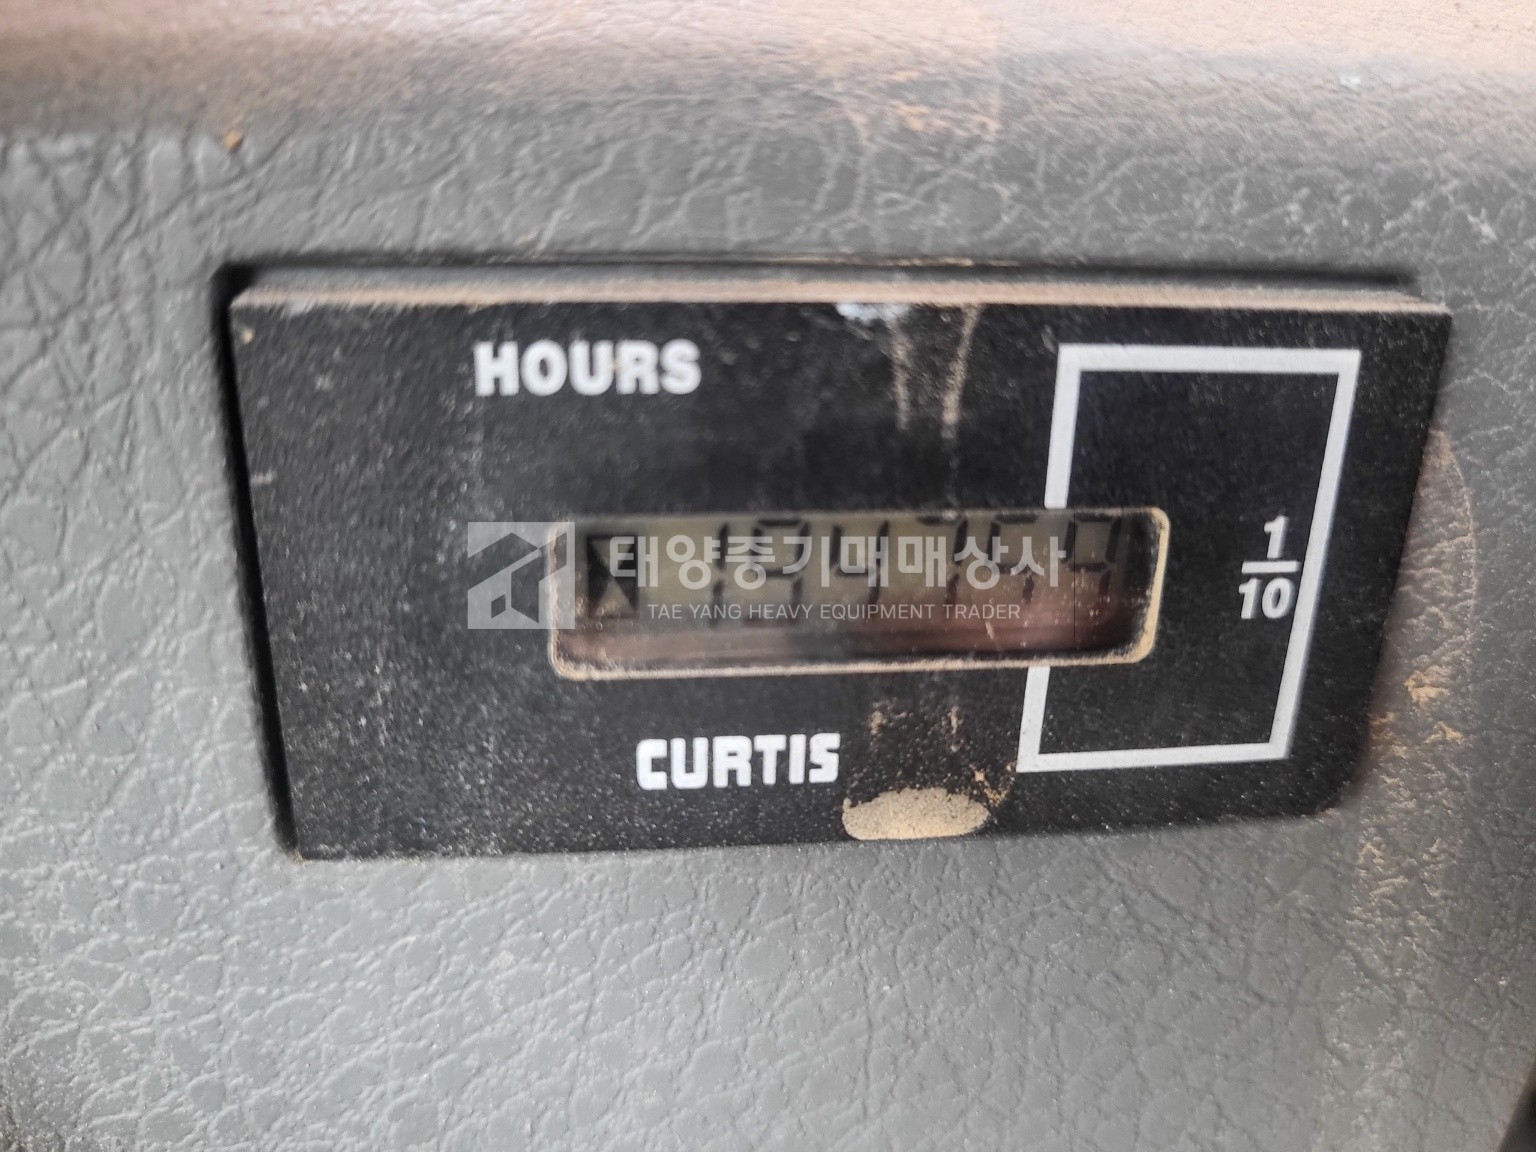 HOURS
태양중기매매상사
TAE YANG HEAVY EQUIPMENT TRADER
1
10
CURTIS